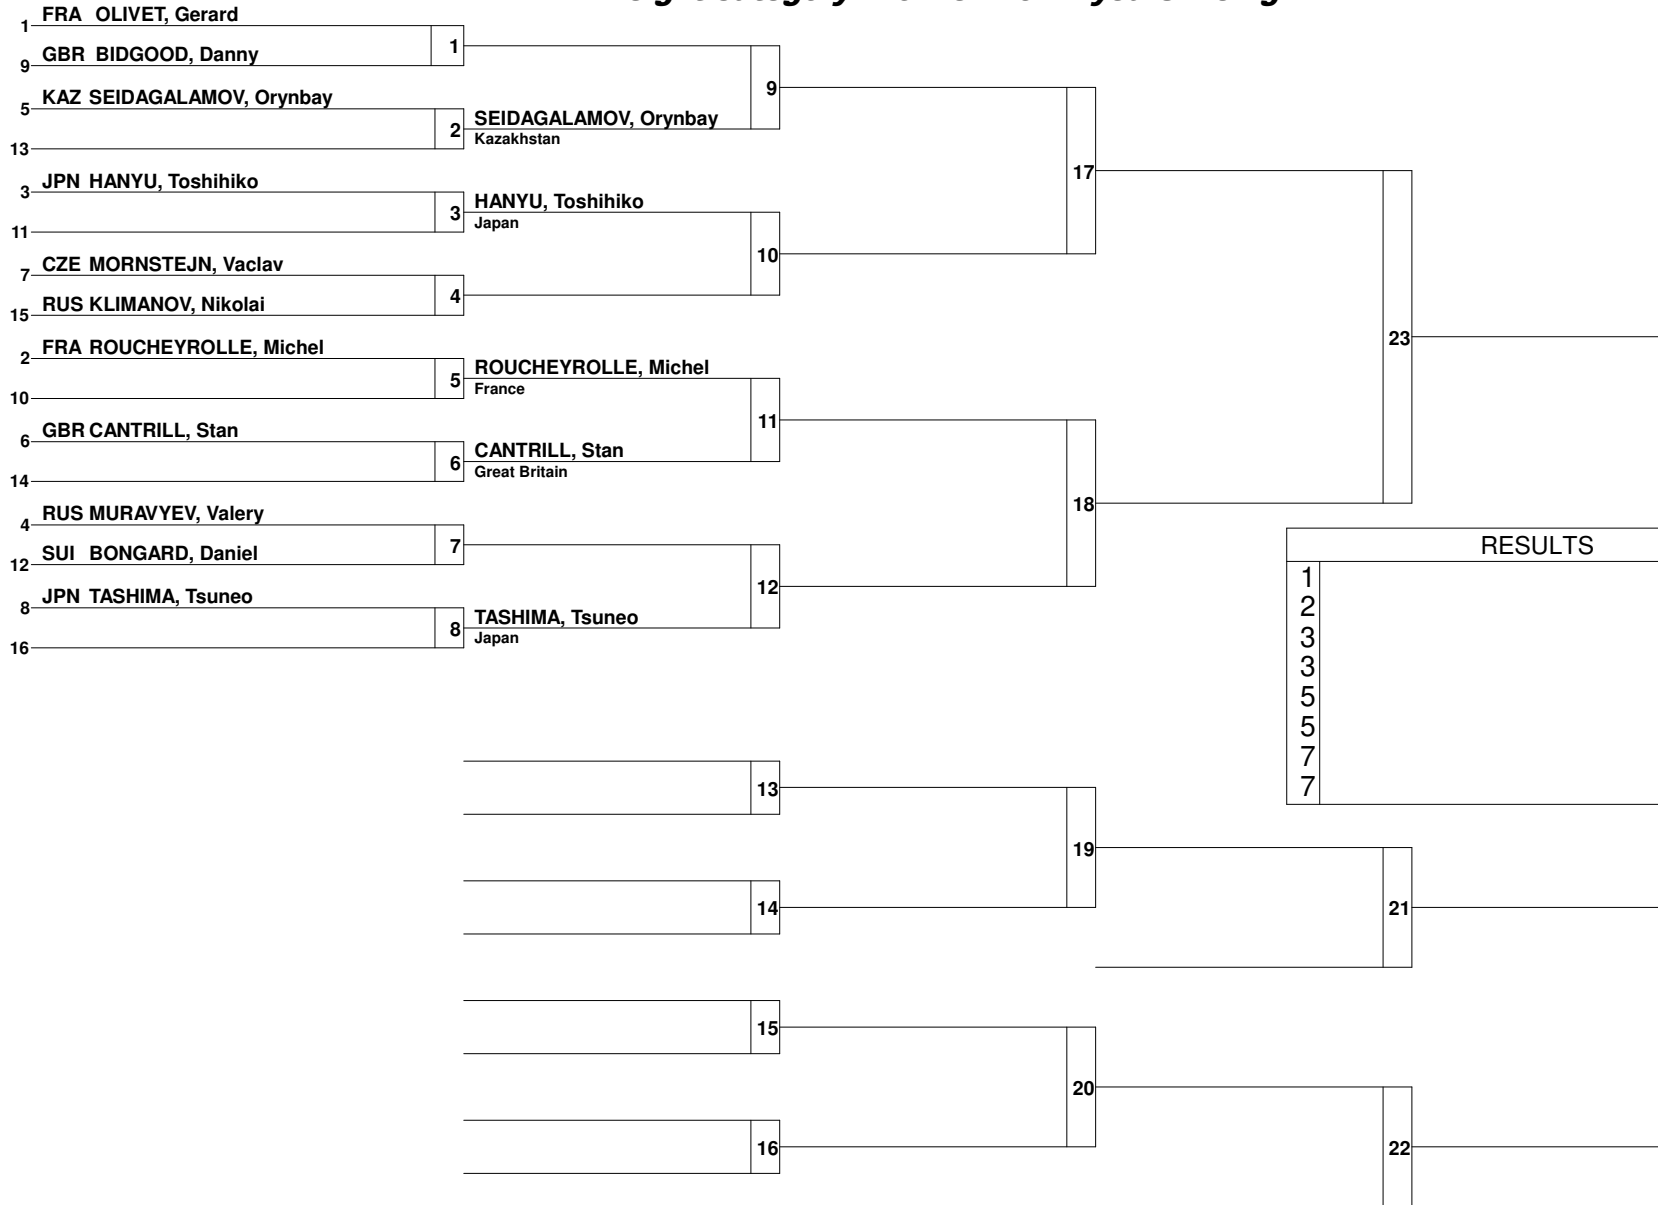 1 FRA OLIVET, Gerard
1
9 GBR BIDGOOD, Danny
9
5 KAZ SEIDAGALAMOV, Orynbay
2 SEIDAGALAMOV, Orynbay
Kazakhstan
13
17
3 JPN HANYU, Toshihiko
3 HANYU, Toshihiko
Japan
11
10
7 CZE MORNSTEJN, Vaclav
4
15 RUS KLIMANOV, Nikolai
23
2 FRA ROUCHEYROLLE, Michel
5 ROUCHEYROLLE, Michel
France
10
11
6 GBR CANTRILL, Stan
6 CANTRILL, Stan
Great Britain
14
18
4 RUS MURAVYEV, Valery
7
12 SUI BONGARD, Daniel
12
8 JPN TASHIMA, Tsuneo
8 TASHIMA, Tsuneo
Japan
16
RESULTS
1
2
3
3
5
5
7
7
13
19
14
21
15
20
16
22